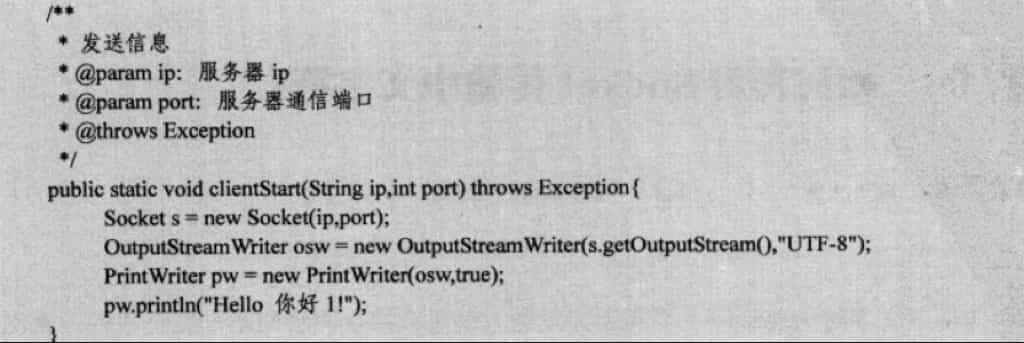 /**
* 发送信息
* @param ip: 服务器 ip
* @param port: 服务器通信端口
* @throws Exception
*/
public static void clientStart(String ip,int port) throws Exception{
Socket s = new Socket(ip,port);
OutputStreamWriter osw = new OutputStreamWriter(s.getOutputStream(),"UTF-8");
PrintWriter pw = new PrintWriter(osw,true);
pw.println("Hello 你好 1!");
}